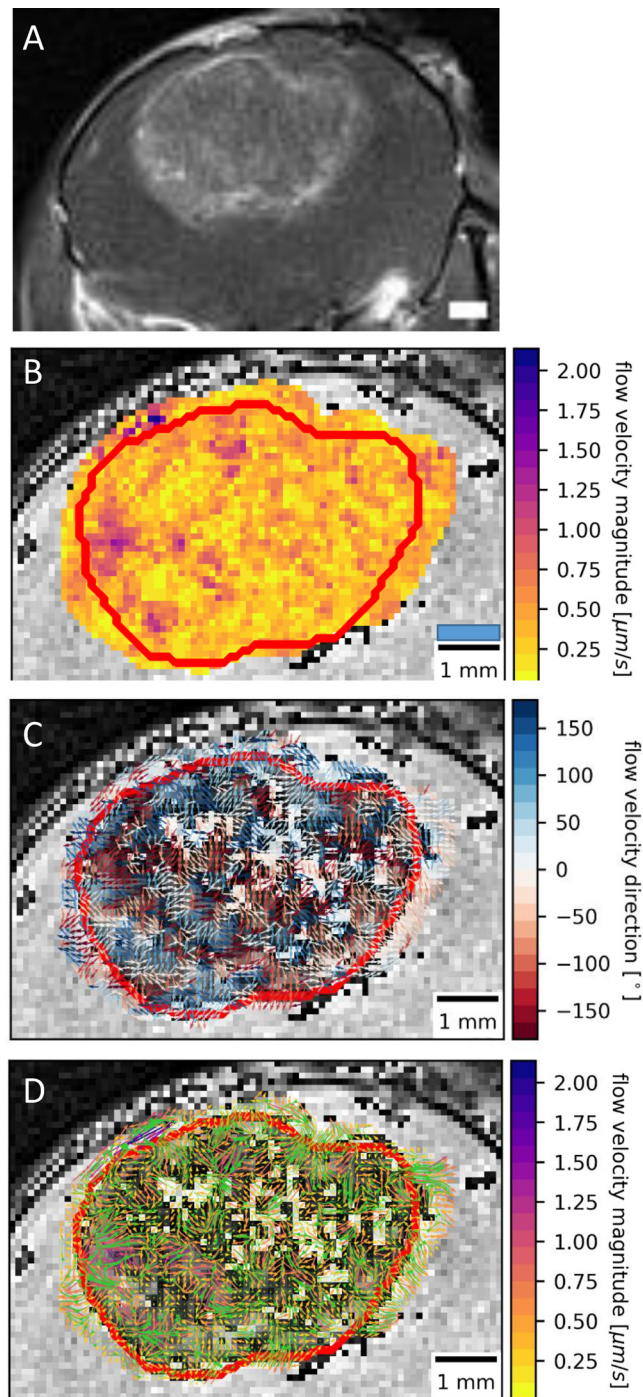 A
B
2.00
1.75
1.50
1.25
1.00
0.75
0.50
0.25
flow velocity magnitude [μm/s]
1 mm
C
150
100
50
0
−50
−100
−150
flow velocity direction [°]
1 mm
D
2.00
1.75
1.50
1.25
1.00
0.75
0.50
0.25
flow velocity magnitude [μm/s]
1 mm